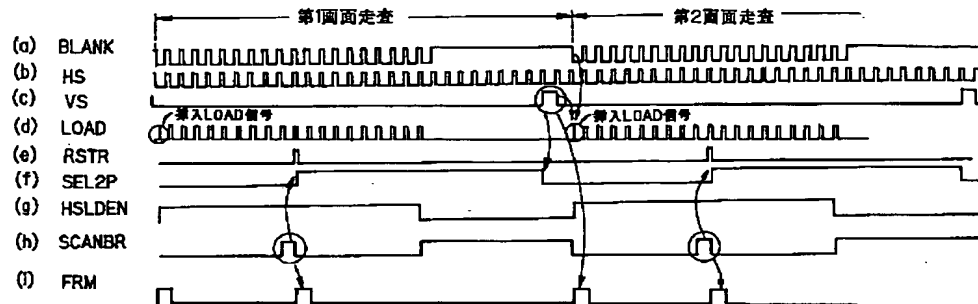 第1画面走査 第2画面走査
(a) BLANK
(b) HS
(c) VS
挿入LOAD信号 挿入LOAD信号
(d) LOAD
(e) RSTR
(f) SEL2P
(g) HSLDEN
(h) SCANBR
(i) FRM